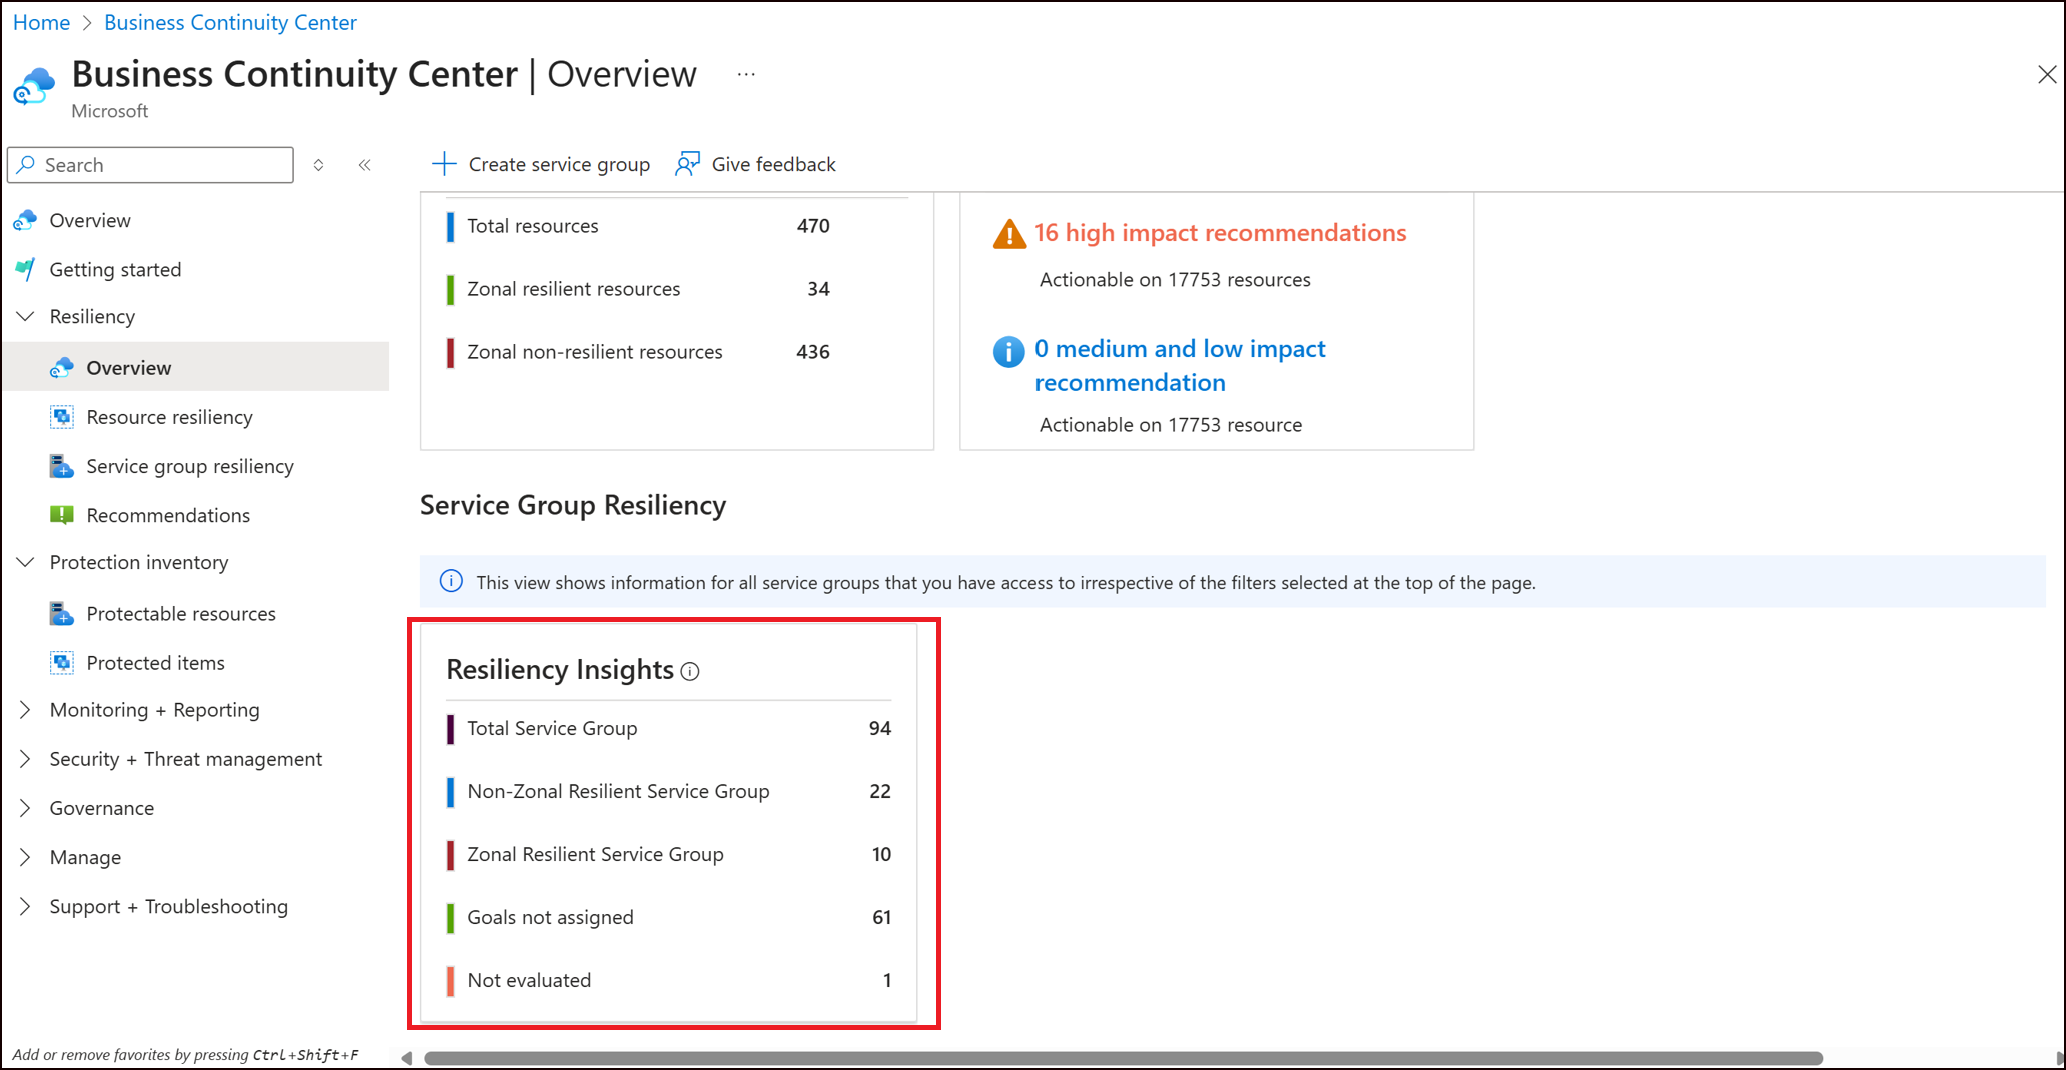 Home > Business Continuity Center
Business Continuity Center | Overview ...
Microsoft
Search
Create service group Give feedback
Overview
Getting started
Resiliency
Overview
Resource resiliency
Service group resiliency
Recommendations
Protection inventory
Protectable resources
Protected items
Monitoring + Reporting
Security + Threat management
Governance
Manage
Support + Troubleshooting
Add or remove favorites by pressing Ctrl+Shift+F
Total resources 470
Zonal resilient resources 34
Zonal non-resilient resources 436
16 high impact recommendations
Actionable on 17753 resources
0 medium and low impact
recommendation
Actionable on 17753 resource
Service Group Resiliency
This view shows information for all service groups that you have access to irrespective of the filters selected at the top of the page.
Resiliency Insights
Total Service Group 94
Non-Zonal Resilient Service Group 22
Zonal Resilient Service Group 10
Goals not assigned 61
Not evaluated 1